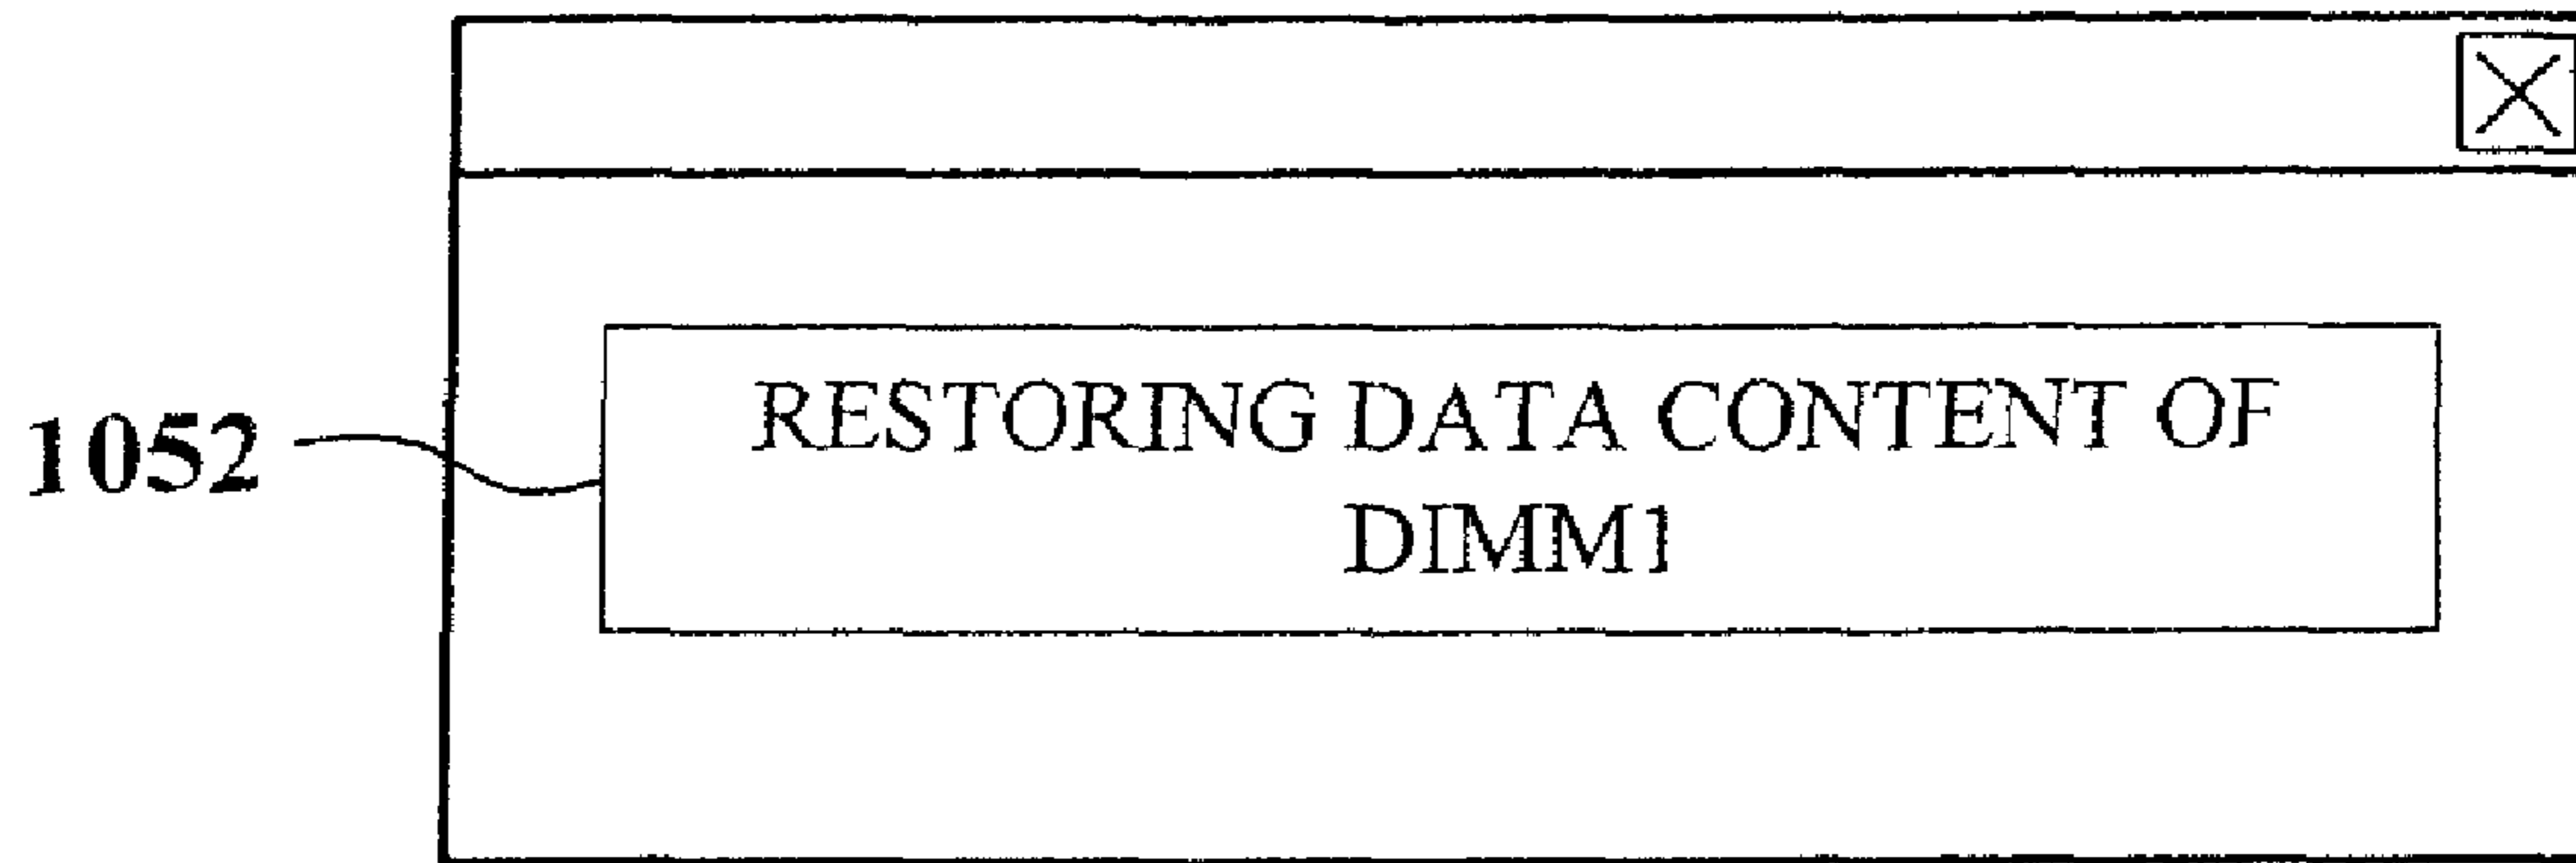 RESTORING DATA CONTENT OF
DIMM1
1052